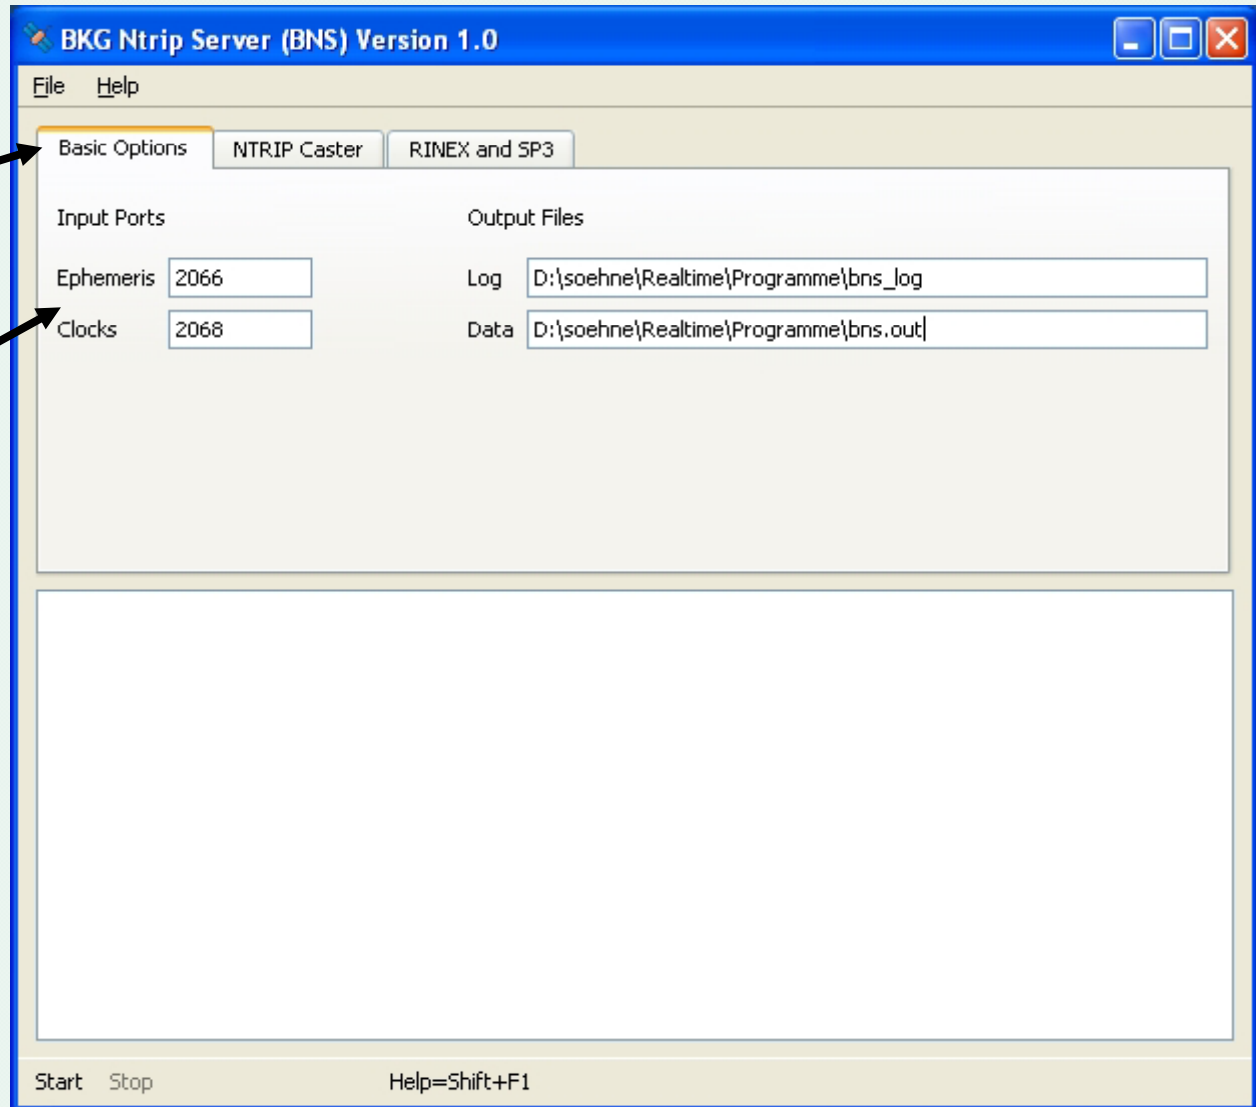 BKG Ntrip Server (BNS) Version 1.0
File Help
Basic Options NTRIP Caster RINEX and SP3
Input Ports Output Files
Ephemeris 2066 Log D:\soehne\Realtime\Programme\bns_log
Clocks 2068 Data D:\soehne\Realtime\Programme\bns.out
Start Stop Help=Shift+F1